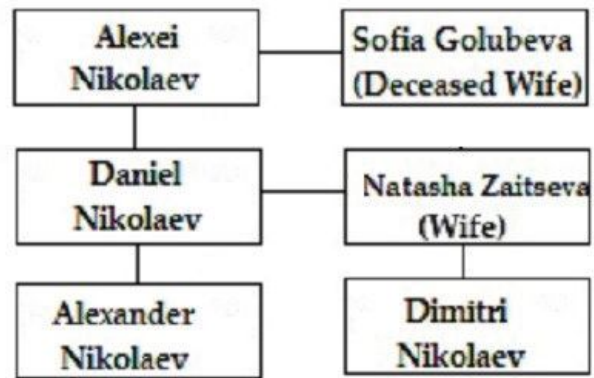 Alexei
Nikolaev
Sofia Golubeva
(Deceased Wife)
Daniel
Nikolaev
Natasha Zaitseva
(Wife)
Alexander
Nikolaev
Dimitri
Nikolaev